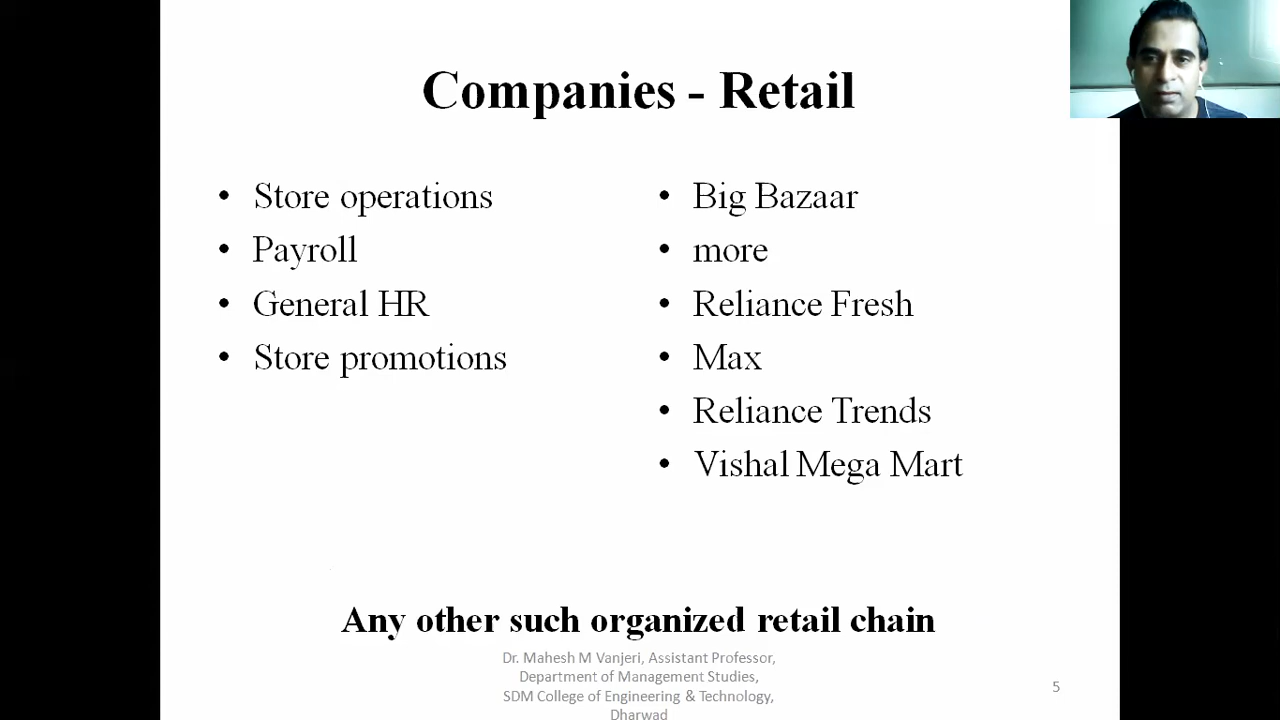 Companies - Retail
• Store operations
• Payroll
• General HR
• Store promotions
• Big Bazaar
• more
• Reliance Fresh
• Max
• Reliance Trends
• Vishal Mega Mart
Any other such organized retail chain
Dr. Mahesh M Vanjeri, Assistant Professor,
Department of Management Studies,
SDM College of Engineering & Technology,
Dharwad
5